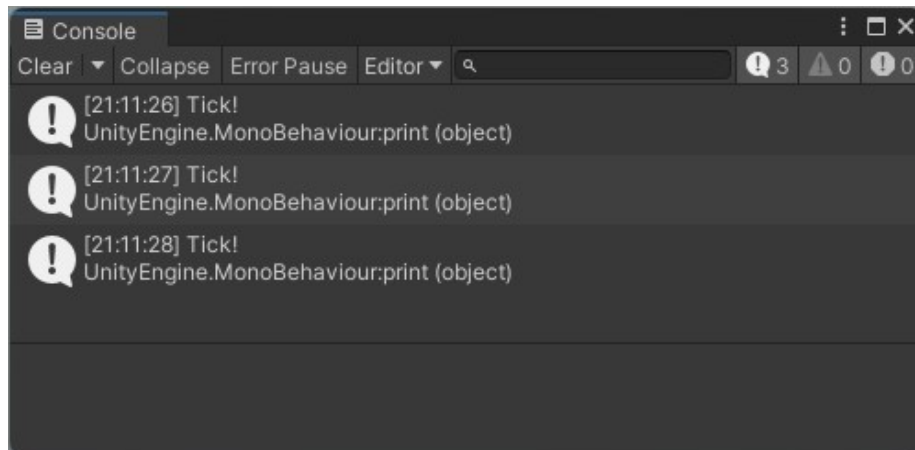 Console
Clear Collapse Error Pause Editor 3 0 0
[21:11:26] Tick!
UnityEngine.MonoBehaviour:print (object)
[21:11:27] Tick!
UnityEngine.MonoBehaviour:print (object)
[21:11:28] Tick!
UnityEngine.MonoBehaviour:print (object)